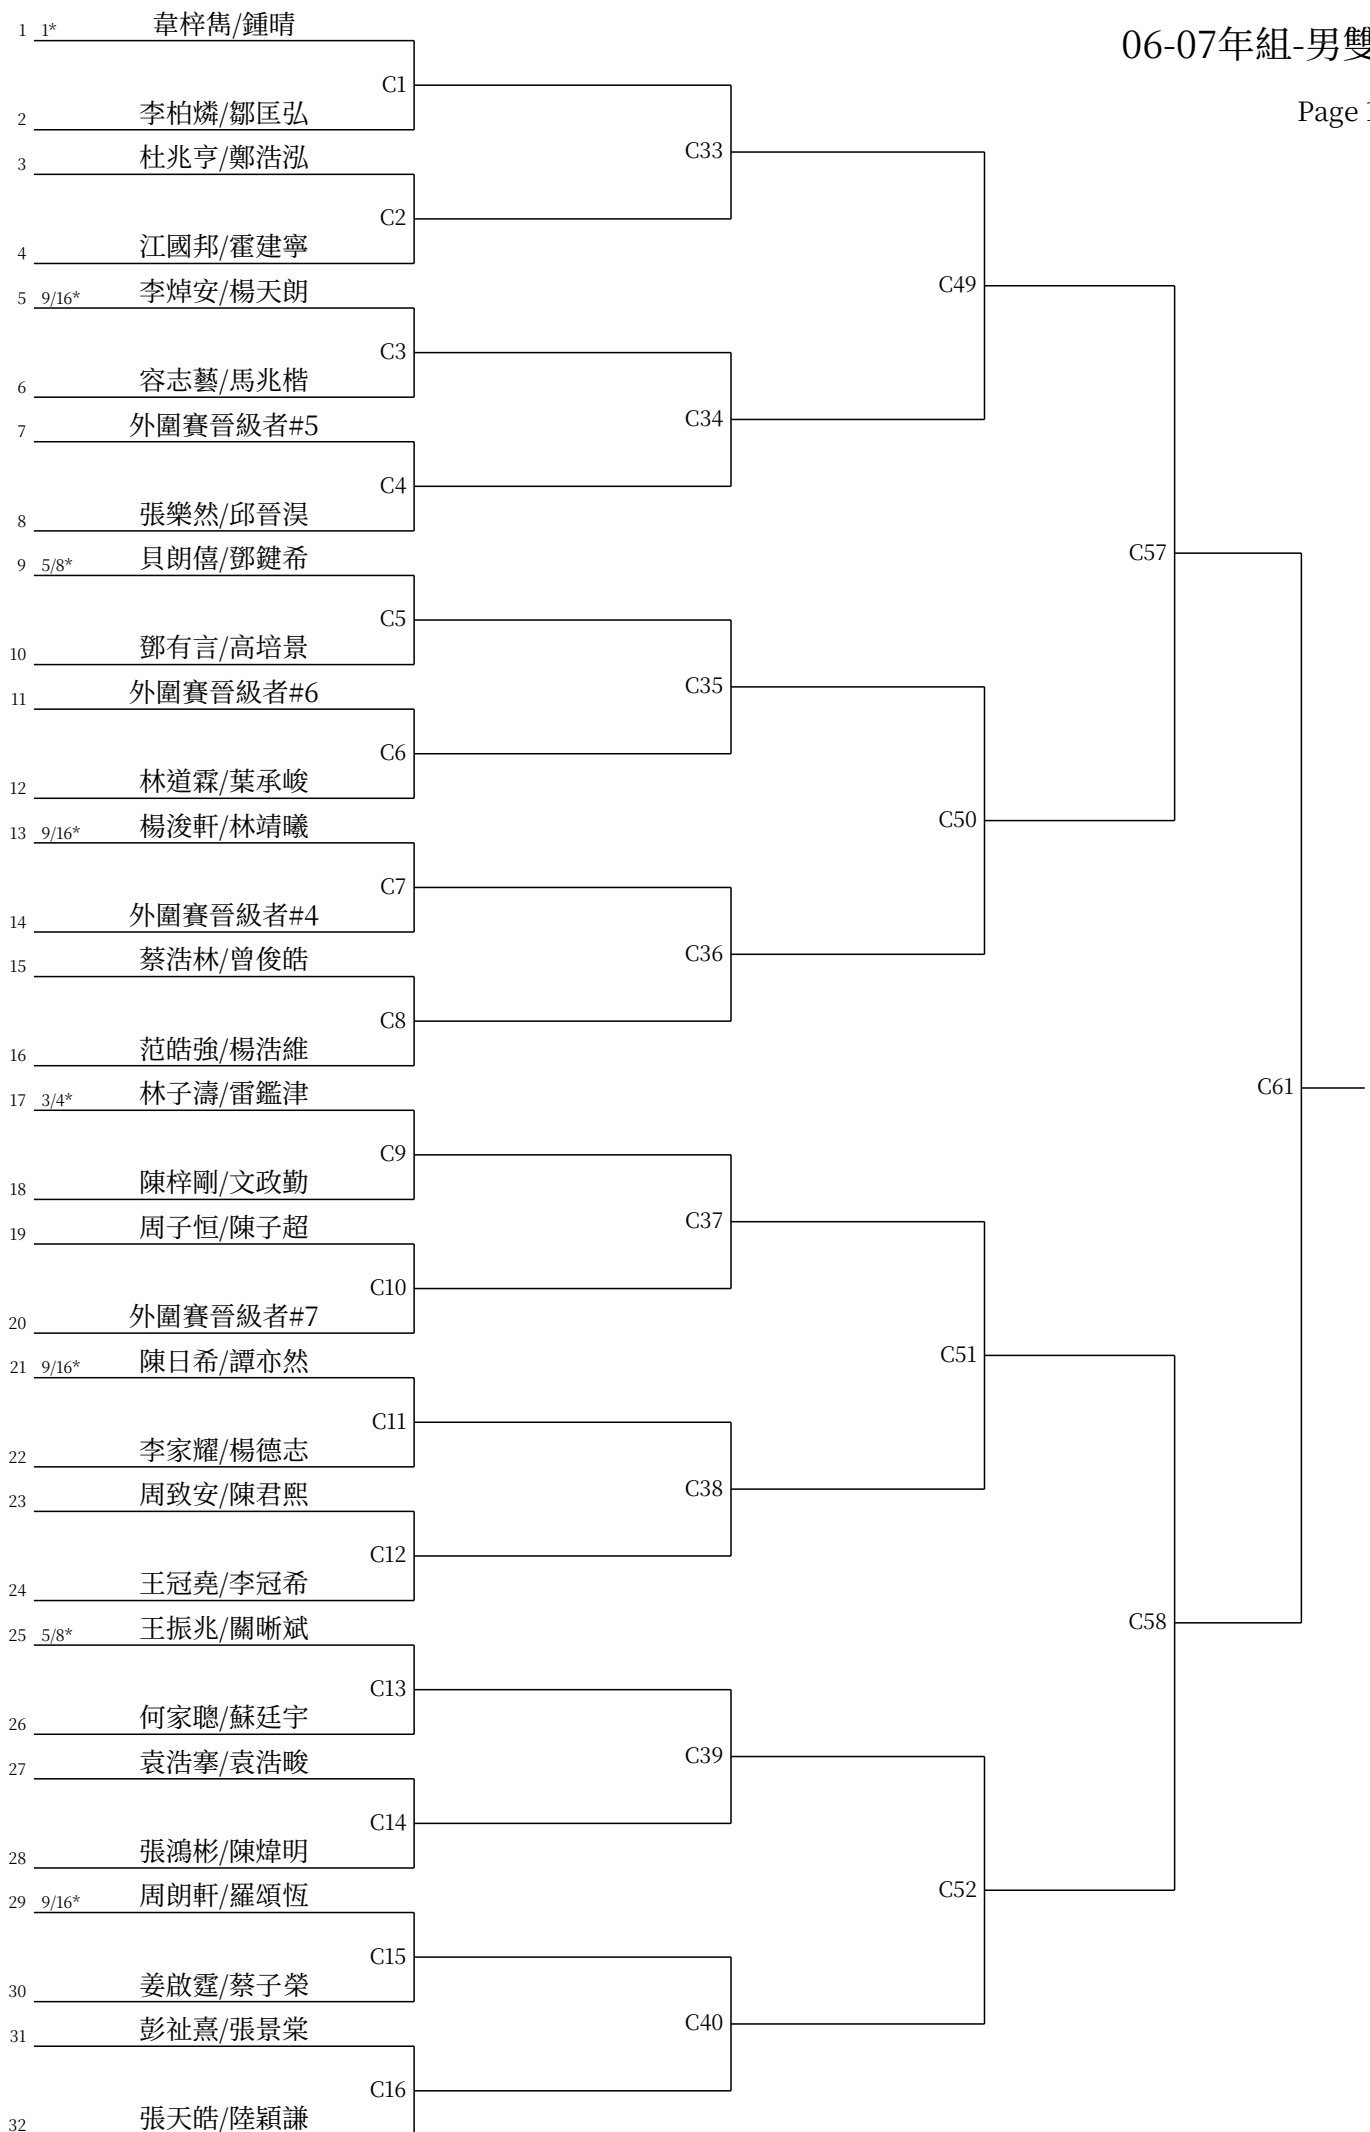 06-07年組-男雙
Page 1
1 1* 韋梓雋/鍾晴
C1
2 李柏燐/鄒匡弘
C33
3 杜兆亨/鄭浩泓
C2
4 江國邦/霍建寧
C49
5 9/16* 李焯安/楊天朗
C3
6 容志藝/馬兆楷
C34
7 外圍賽晉級者#5
C4
8 張樂然/邱晉淏
C57
9 5/8* 貝朗僖/鄧鍵希
C5
10 鄧有言/高培景
C35
11 外圍賽晉級者#6
C6
12 林道霖/葉承峻
C50
13 9/16* 楊浚軒/林靖曦
C7
14 外圍賽晉級者#4
C36
15 蔡浩林/曾俊皓
C8
16 范皓強/楊浩維
C61
17 3/4* 林子濤/雷鑑津
C9
18 陳梓剛/文政勤
C37
19 周子恒/陳子超
C10
20 外圍賽晉級者#7
C51
21 9/16* 陳日希/譚亦然
C11
22 李家耀/楊德志
C38
23 周致安/陳君熙
C12
24 王冠堯/李冠希
C58
25 5/8* 王振兆/關晰斌
C13
26 何家聰/蘇廷宇
C39
27 袁浩搴/袁浩畯
C14
28 張鴻彬/陳煒明
C52
29 9/16* 周朗軒/羅頌恆
C15
30 姜啟霆/蔡子榮
C40
31 彭祉熹/張景棠
C16
32 張天皓/陸穎謙